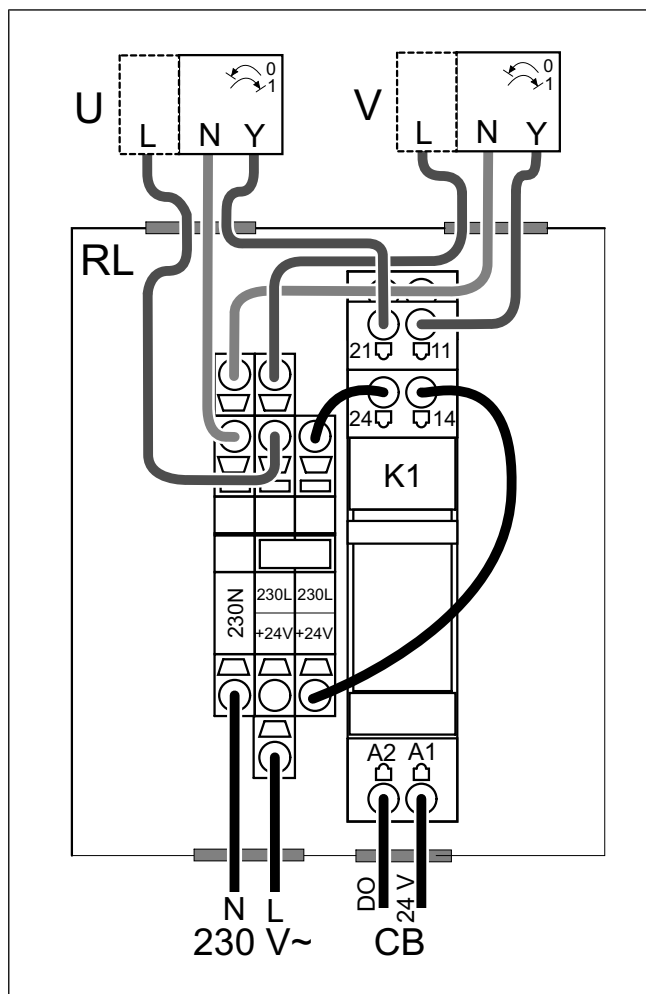 0
1
U
L N Y
0
1
V
L N Y
RL
21 11
24 14
K1
230N
230L 230L
+24V +24V
A2 A1
DO
24 V
N L
230 V~
CB